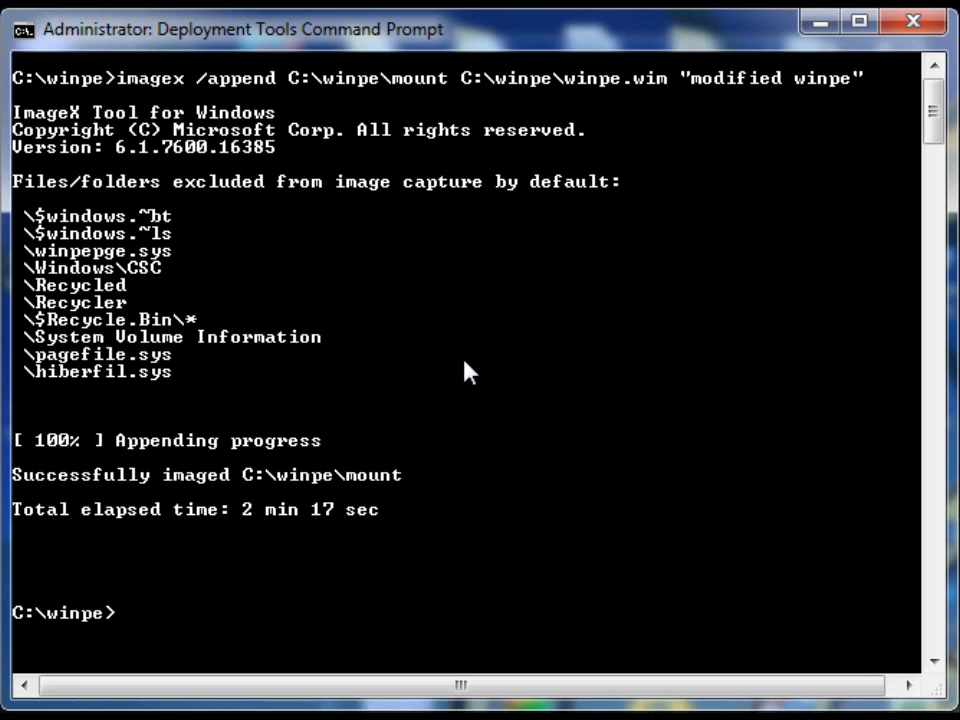 Administrator: Deployment Tools Command Prompt
C:\winpe>imagex /append C:\winpe\mount C:\winpe\winpe.wim "modified winpe"
ImageX Tool for Windows
Copyright (C) Microsoft Corp. All rights reserved.
Version: 6.1.7600.16385
Files/folders excluded from image capture by default:
\$windows.~bt
\$windows.~ls
\winpepge.sys
\Windows\CSC
\Recycled
\Recycler
\$Recycle.Bin\*
\System Volume Information
\pagefile.sys
\hiberfil.sys
[ 100% ] Appending progress
Successfully imaged C:\winpe\mount
Total elapsed time: 2 min 17 sec
C:\winpe>